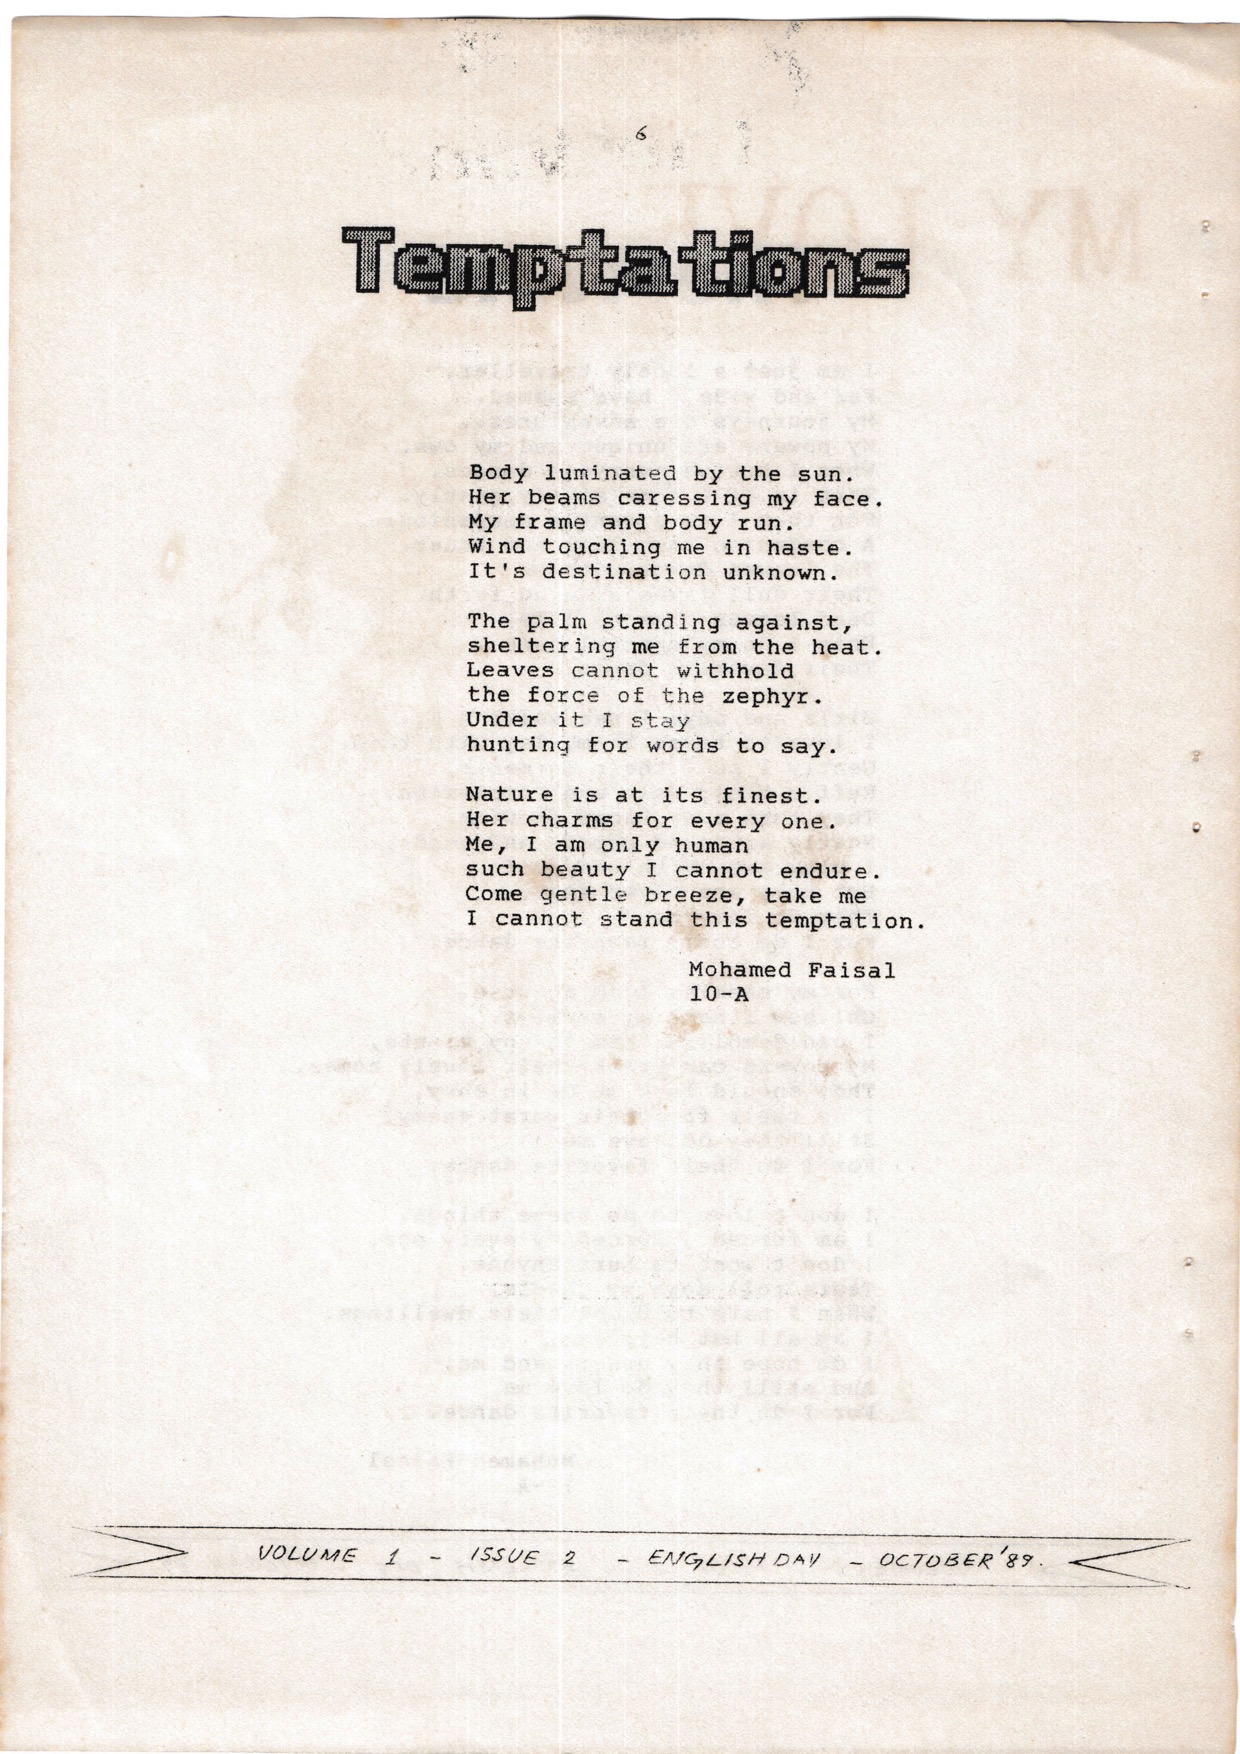 6
Temptations
Body luminated by the sun.
Her beams caressing my face.
My frame and body run.
Wind touching me in haste.
It's destination unknown.
The palm standing against,
sheltering me from the heat.
Leaves cannot withhold
the force of the zephyr.
Under it I stay
hunting for words to say.
Nature is at its finest.
Her charms for every one.
Me, I am only human
such beauty I cannot endure.
Come gentle breeze, take me
I cannot stand this temptation.
Mohamed Faisal
10-A
VOLUME 1 - ISSUE 2 - ENGLISH DAY - OCTOBER '89.